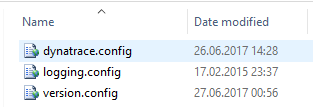 Name Date modified
dynatrace.config 26.06.2017 14:28
logging.config 17.02.2015 23:37
version.config 27.06.2017 00:56